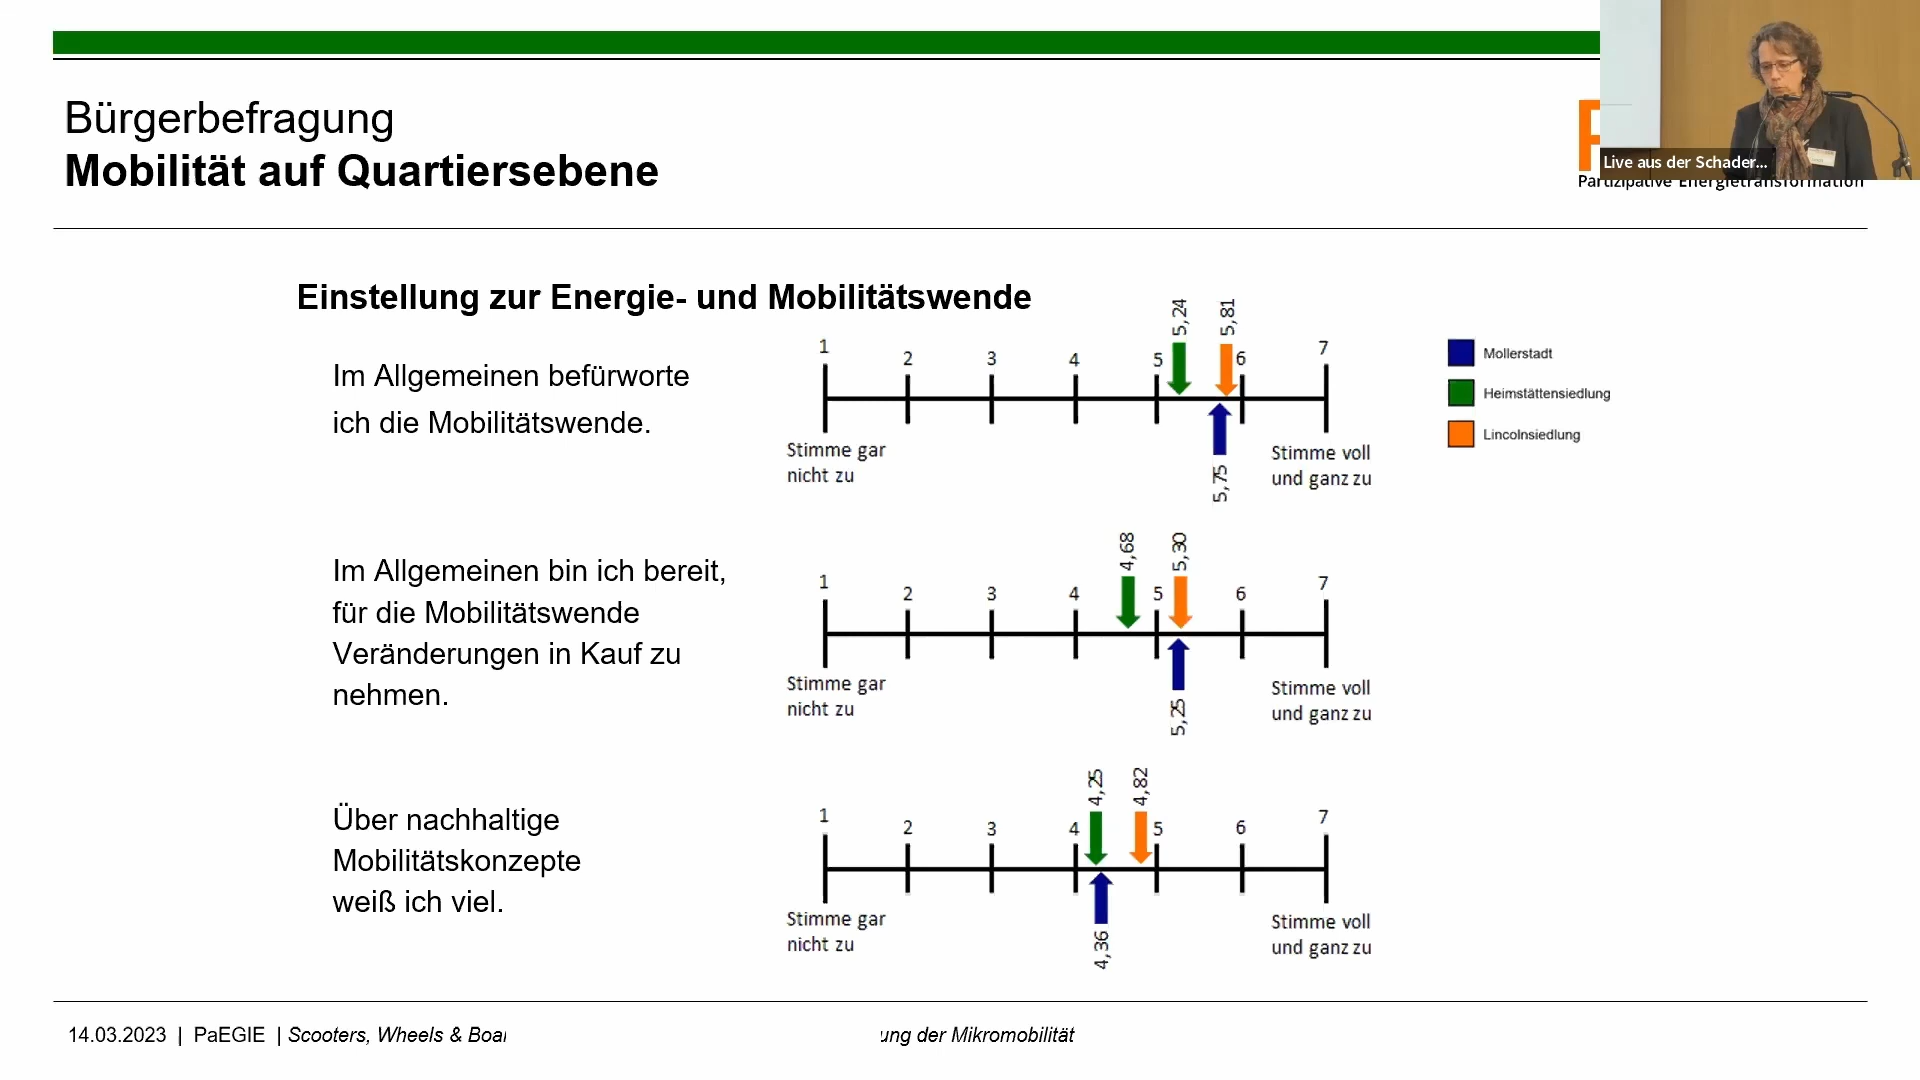 Bürgerbefragung
Mobilität auf Quartiersebene
Live aus der Schader...
Partizipative Energietransformation
Einstellung zur Energie- und Mobilitätswende
Im Allgemeinen befürworte
ich die Mobilitätswende.
5,24 5,81
1 2 3 4 5 6 7
Stimme gar
nicht zu
Stimme voll
und ganz zu
5,75
Mollerstadt
Heimstättensiedlung
Lincolnsiedlung
Im Allgemeinen bin ich bereit,
für die Mobilitätswende
Veränderungen in Kauf zu
nehmen.
4,68 5,30
1 2 3 4 5 6 7
Stimme gar
nicht zu
Stimme voll
und ganz zu
5,25
Über nachhaltige
Mobilitätskonzepte
weiß ich viel.
4,25 4,82
1 2 3 4 5 6 7
Stimme gar
nicht zu
Stimme voll
und ganz zu
4,36
14.03.2023 | PaEGIE | Scooters, Wheels & Boar ung der Mikromobilität